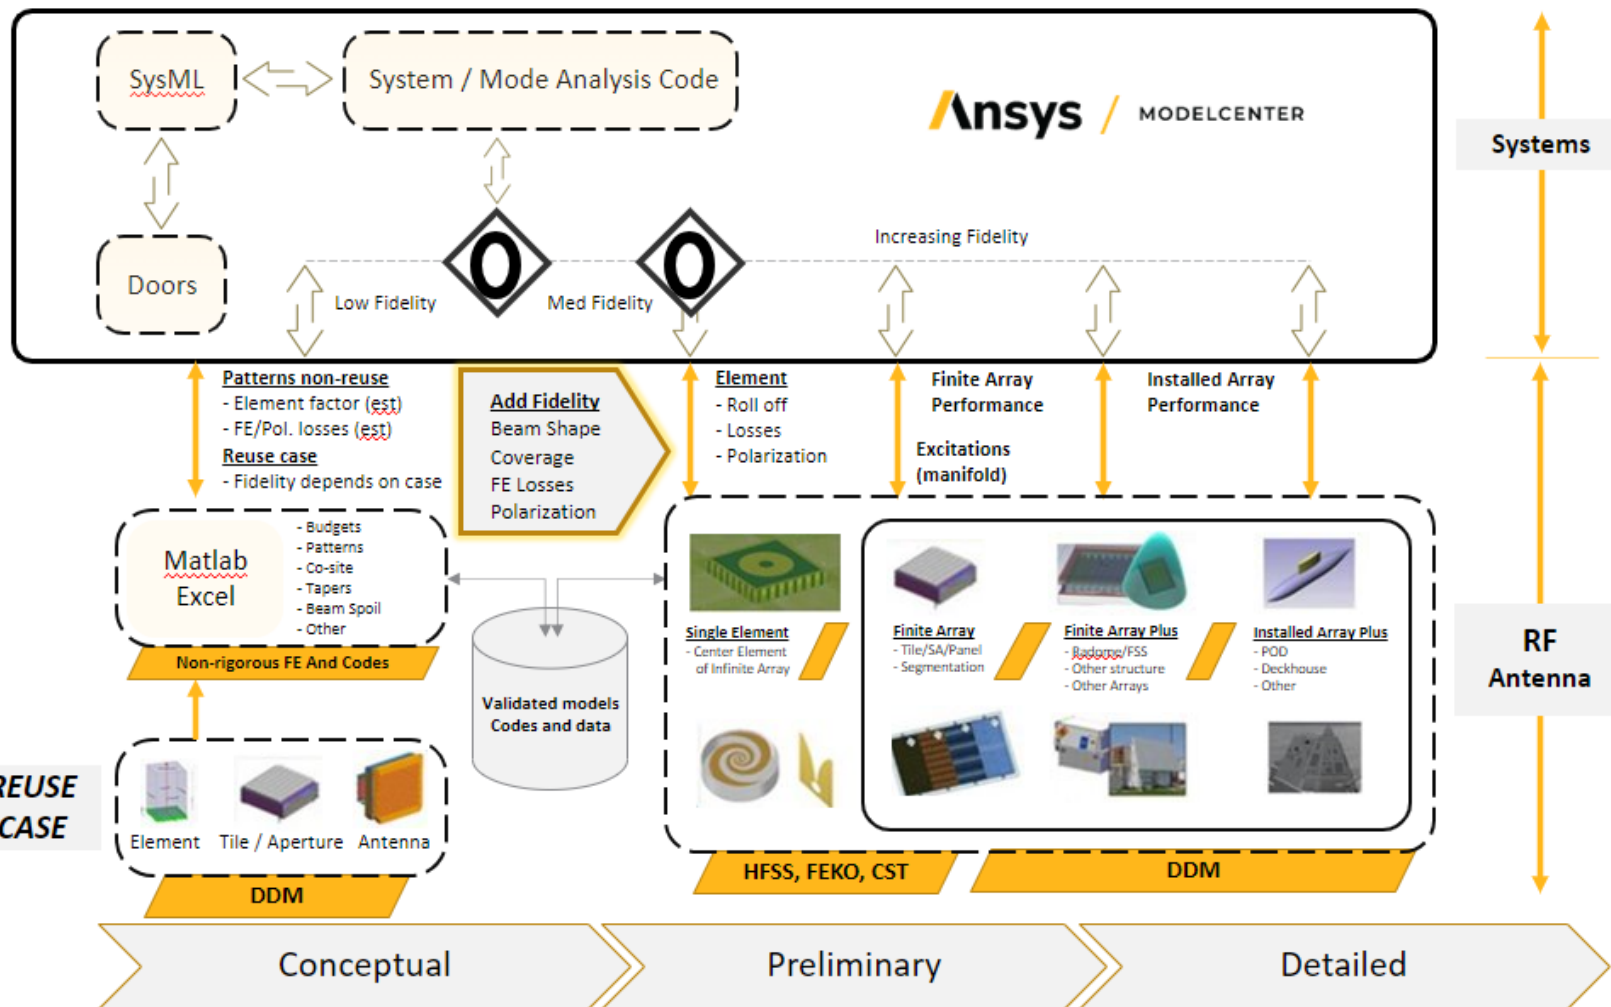 SysML
System / Mode Analysis Code
Ansys / MODELCENTER
Systems
Doors
Increasing Fidelity
Low Fidelity
Med Fidelity
Patterns non-reuse
- Element factor (est)
- FE/Pol. losses (est)
Reuse case
- Fidelity depends on case
Add Fidelity
Beam Shape
Coverage
FE Losses
Polarization
Element
- Roll off
- Losses
- Polarization
Finite Array
Performance
Excitations
(manifold)
Installed Array
Performance
Matlab
Excel
- Budgets
- Patterns
- Co-site
- Tapers
- Beam Spoil
- Other
Non-rigorous FE And Codes
Validated models
Codes and data
Single Element
- Center Element
of Infinite Array
Finite Array
- Tile/SA/Panel
- Segmentation
Finite Array Plus
- Radome/FSS
- Other structure
- Other Arrays
Installed Array Plus
- POD
- Deckhouse
- Other
RF
Antenna
REUSE
CASE
Element
Tile / Aperture
Antenna
DDM
HFSS, FEKO, CST
DDM
Conceptual
Preliminary
Detailed